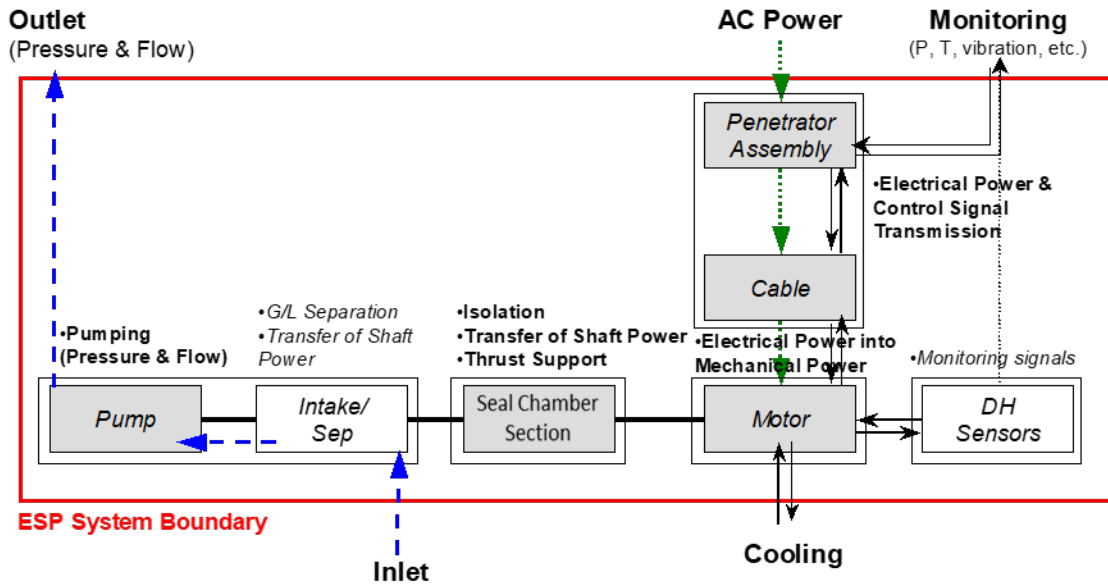 Outlet
(Pressure & Flow)
AC Power
Monitoring
(P, T, vibration, etc.)
Penetrator
Assembly
•Electrical Power &
Control Signal
Transmission
Cable
•Pumping
(Pressure & Flow)
•G/L Separation
•Transfer of Shaft
Power
•Isolation
•Transfer of Shaft Power
•Thrust Support
•Electrical Power into
Mechanical Power
•Monitoring signals
Pump
Intake/
Sep
Seal Chamber
Section
Motor
DH
Sensors
ESP System Boundary
Inlet
Cooling